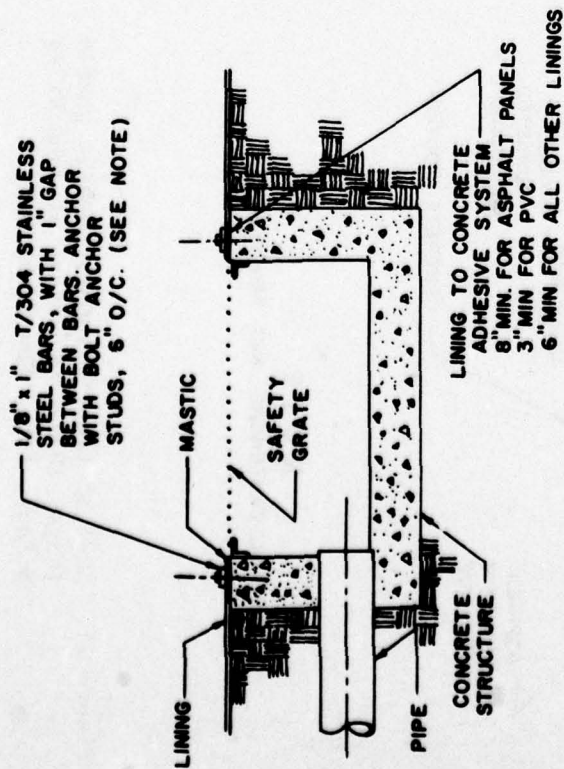 1/8" x 1" T/304 STAINLESS
STEEL BARS, WITH 1" GAP
BETWEEN BARS. ANCHOR
WITH BOLT ANCHOR
STUDS, 6" O/C. (SEE NOTE)
LINING
MASTIC
SAFETY
GRATE
PIPE
CONCRETE
STRUCTURE
LINING TO CONCRETE
ADHESIVE SYSTEM
8" MIN. FOR ASPHALT PANELS
3" MIN FOR PVC
6" MIN FOR ALL OTHER LININGS